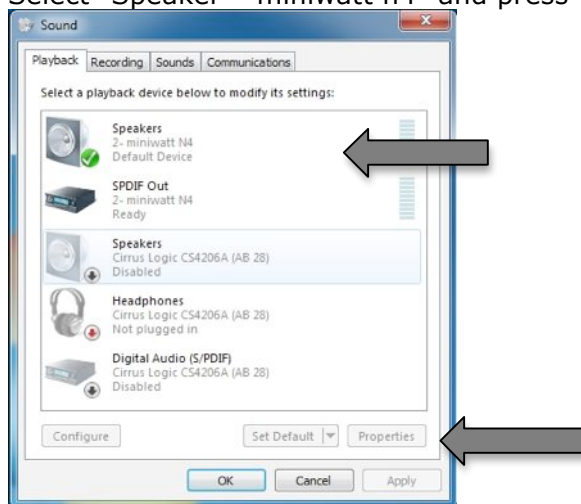 Select "Speaker – miniwatt n4" and press
Sound
Playback Recording Sounds Communications
Select a playback device below to modify its settings:
Speakers
2- miniwatt N4
Default Device
SPDIF Out
2- miniwatt N4
Ready
Speakers
Cirrus Logic CS4206A (AB 28)
Disabled
Headphones
Cirrus Logic CS4206A (AB 28)
Not plugged in
Digital Audio (S/PDIF)
Cirrus Logic CS4206A (AB 28)
Disabled
Configure Set Default Properties
OK Cancel Apply